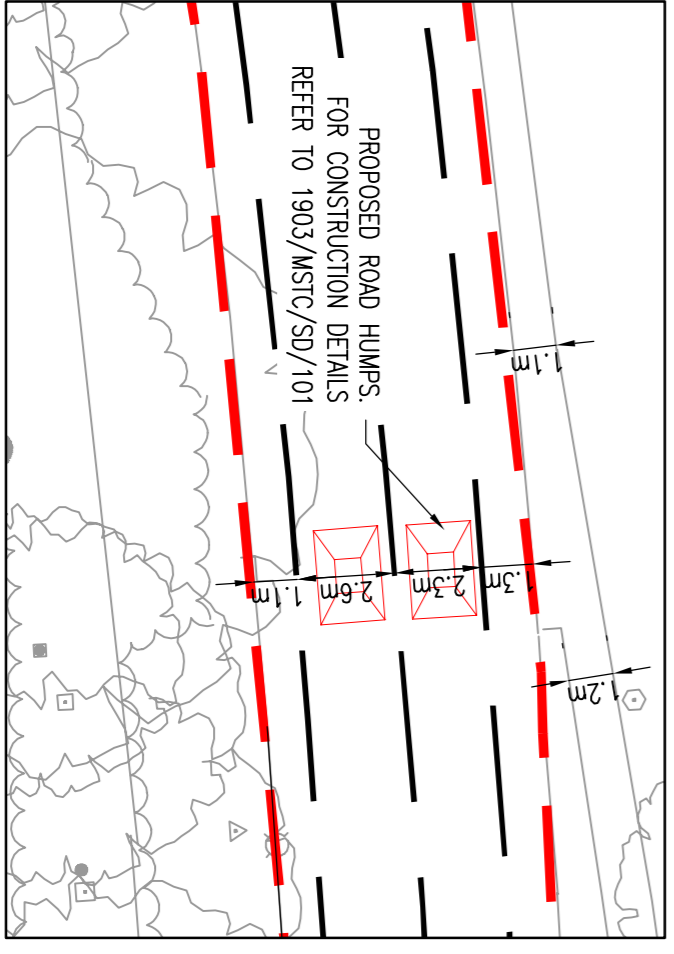 PROPOSED ROAD HUMPS.
FOR CONSTRUCTION DETAILS
REFER TO 1903/MSTC/SD/101
1.1m
1.1m
2.6m
2.3m
1.3m
1.2m